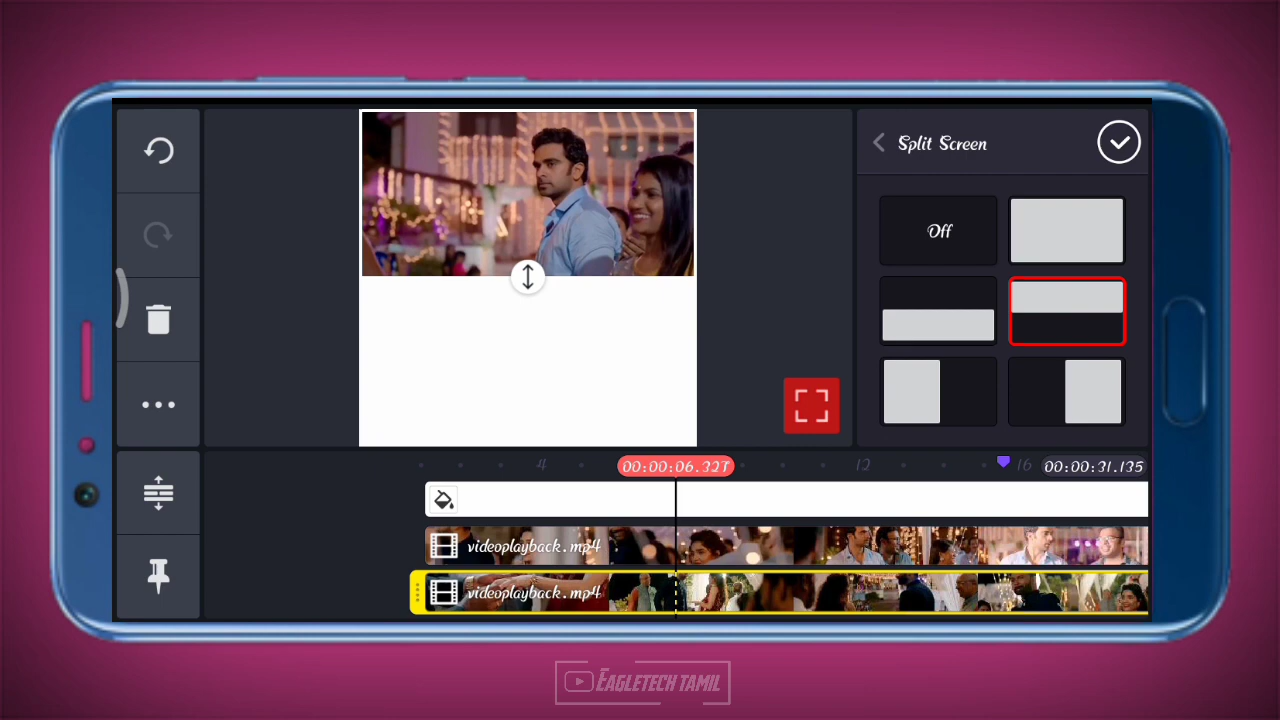 Split Screen
Off
4
00:00:06.327
12
16
00:00:31.135
videoplayback.mp4
videoplayback.mp4
EAGLETECH TAMIL